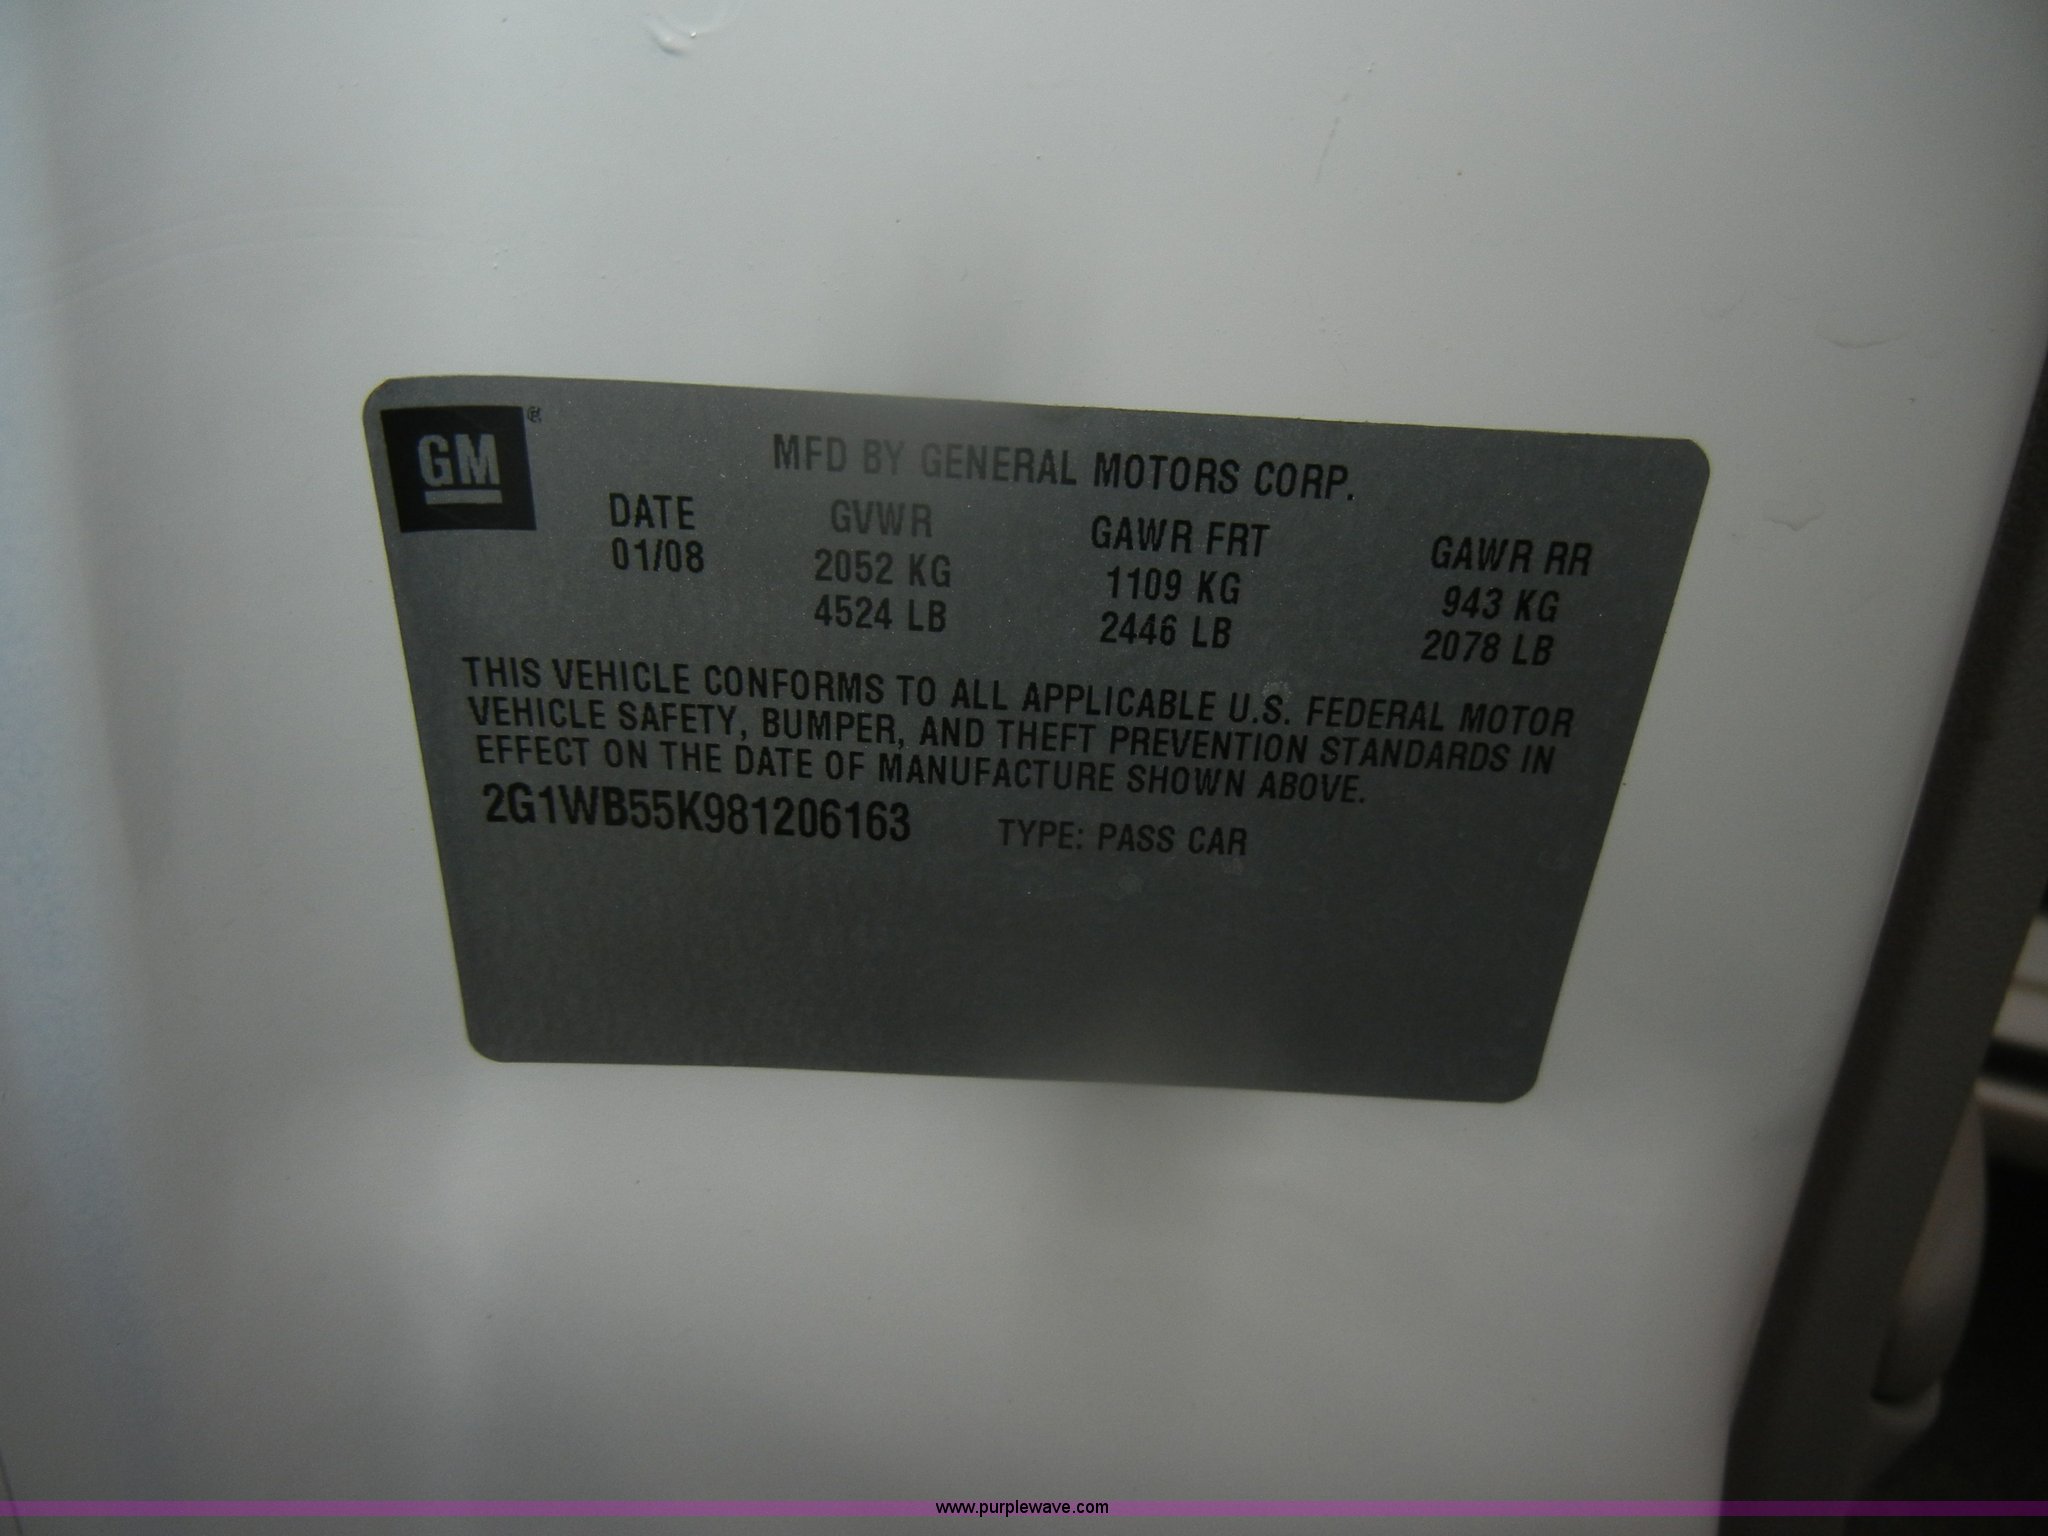 GM
MFD BY GENERAL MOTORS CORP.
DATE GVWR GAWR FRT GAWR RR
01/08 2052 KG 1109 KG 943 KG
4524 LB 2446 LB 2078 LB
THIS VEHICLE CONFORMS TO ALL APPLICABLE U.S. FEDERAL MOTOR
VEHICLE SAFETY, BUMPER, AND THEFT PREVENTION STANDARDS IN
EFFECT ON THE DATE OF MANUFACTURE SHOWN ABOVE.
2G1WB55K981206163 TYPE: PASS CAR
www.purplewave.com